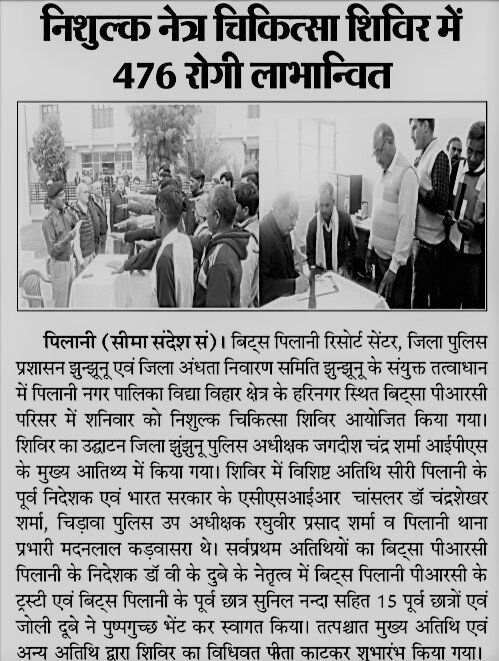 निशुल्क नेत्र चिकित्सा शिविर में
476 रोगी लाभान्वित
पिलानी (सीमा संदेश सं)। बिट्स पिलानी रिसोर्ट सेंटर, जिला पुलिस
प्रशासन झुन्झूनू एवं जिला अंधता निवारण समिति झुन्झूनू के संयुक्त तत्वाधान
में पिलानी नगर पालिका विद्या विहार क्षेत्र के हरिनगर स्थित बिट्सा पीआरसी
परिसर में शनिवार को निशुल्क चिकित्सा शिविर आयोजित किया गया।
शिविर का उद्घाटन जिला झुंझुनू पुलिस अधीक्षक जगदीश चंद्र शर्मा आईपीएस
के मुख्य आतिथ्य में किया गया। शिविर में विशिष्ट अतिथि सीरी पिलानी के
पूर्व निदेशक एवं भारत सरकार के एसीएसआईआर चांसलर डॉ चंद्रशेखर
शर्मा, चिड़ावा पुलिस उप अधीक्षक रघुवीर प्रसाद शर्मा व पिलानी थाना
प्रभारी मदनलाल कड़वासरा थे। सर्वप्रथम अतिथियों का बिट्सा पीआरसी
पिलानी के निदेशक डॉ वी के दुबे के नेतृत्व में बिट्स पिलानी पीआरसी के
ट्रस्टी एवं बिट्स पिलानी के पूर्व छात्र सुनिल नन्दा सहित 15 पूर्व छात्रों एवं
जोली दूबे ने पुष्पगुच्छ भेंट कर स्वागत किया। तत्पश्चात मुख्य अतिथि एवं
अन्य अतिथि द्वारा शिविर का विधिवत फीता काटकर शुभारंभ किया गया।